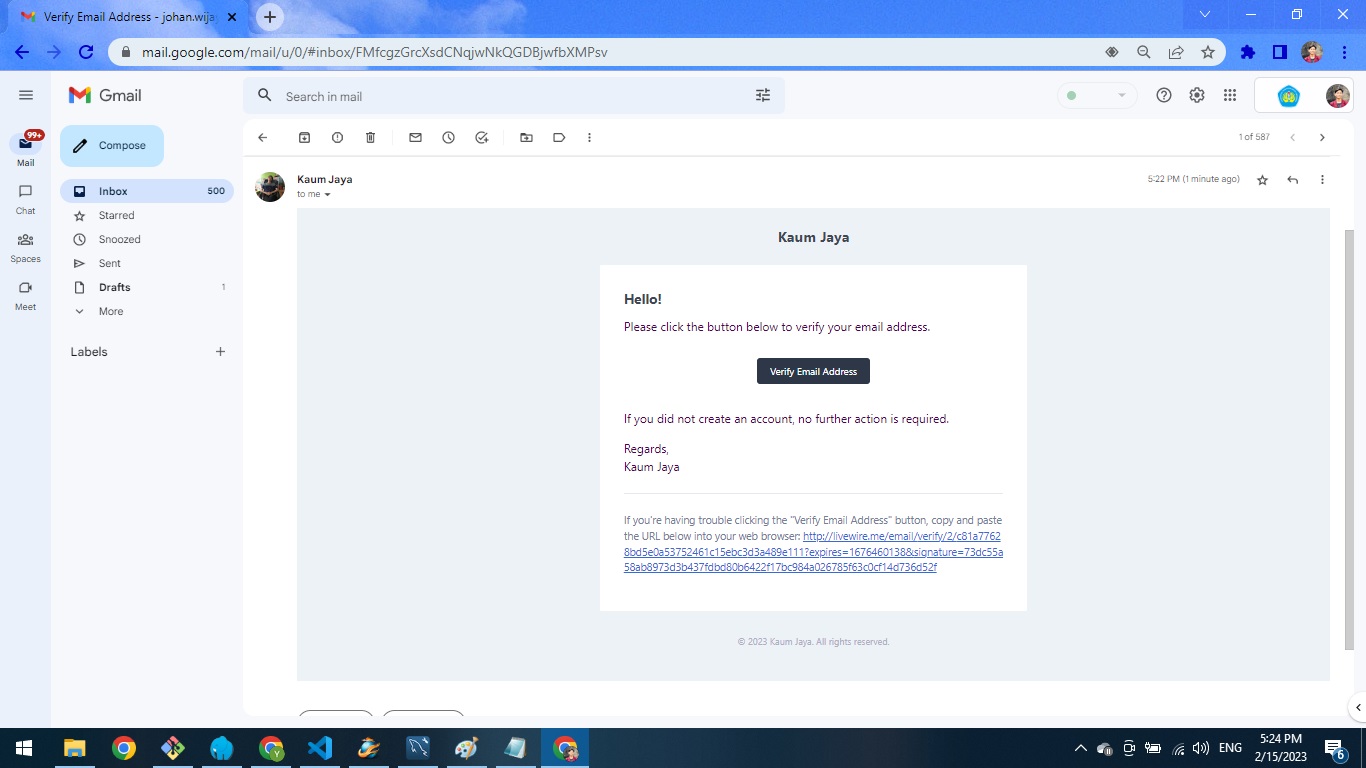 Verify Email Address - johan.wija
mail.google.com/mail/u/0/#inbox/FMfcgzGrcXsdCNqjwNkQGDBjwfbXMPsv
Gmail
Search in mail
99+
Mail
Chat
Spaces
Meet
Compose
Inbox 500
Starred
Snoozed
Sent
Drafts 1
More
Labels
1 of 587
Kaum Jaya
to me
5:22 PM (1 minute ago)
Kaum Jaya
Hello!
Please click the button below to verify your email address.
Verify Email Address
If you did not create an account, no further action is required.
Regards,
Kaum Jaya
If you're having trouble clicking the "Verify Email Address" button, copy and paste
the URL below into your web browser: http://livewire.me/email/verify/2/c81a7762
8bd5e0a53752461c15ebc3d3a489e111?expires=1676460138&signature=73dc55a
58ab8973d3b437fdbd80b6422f17bc984a026785f63c0cf14d736d52f
© 2023 Kaum Jaya. All rights reserved.
ENG
5:24 PM
2/15/2023
6